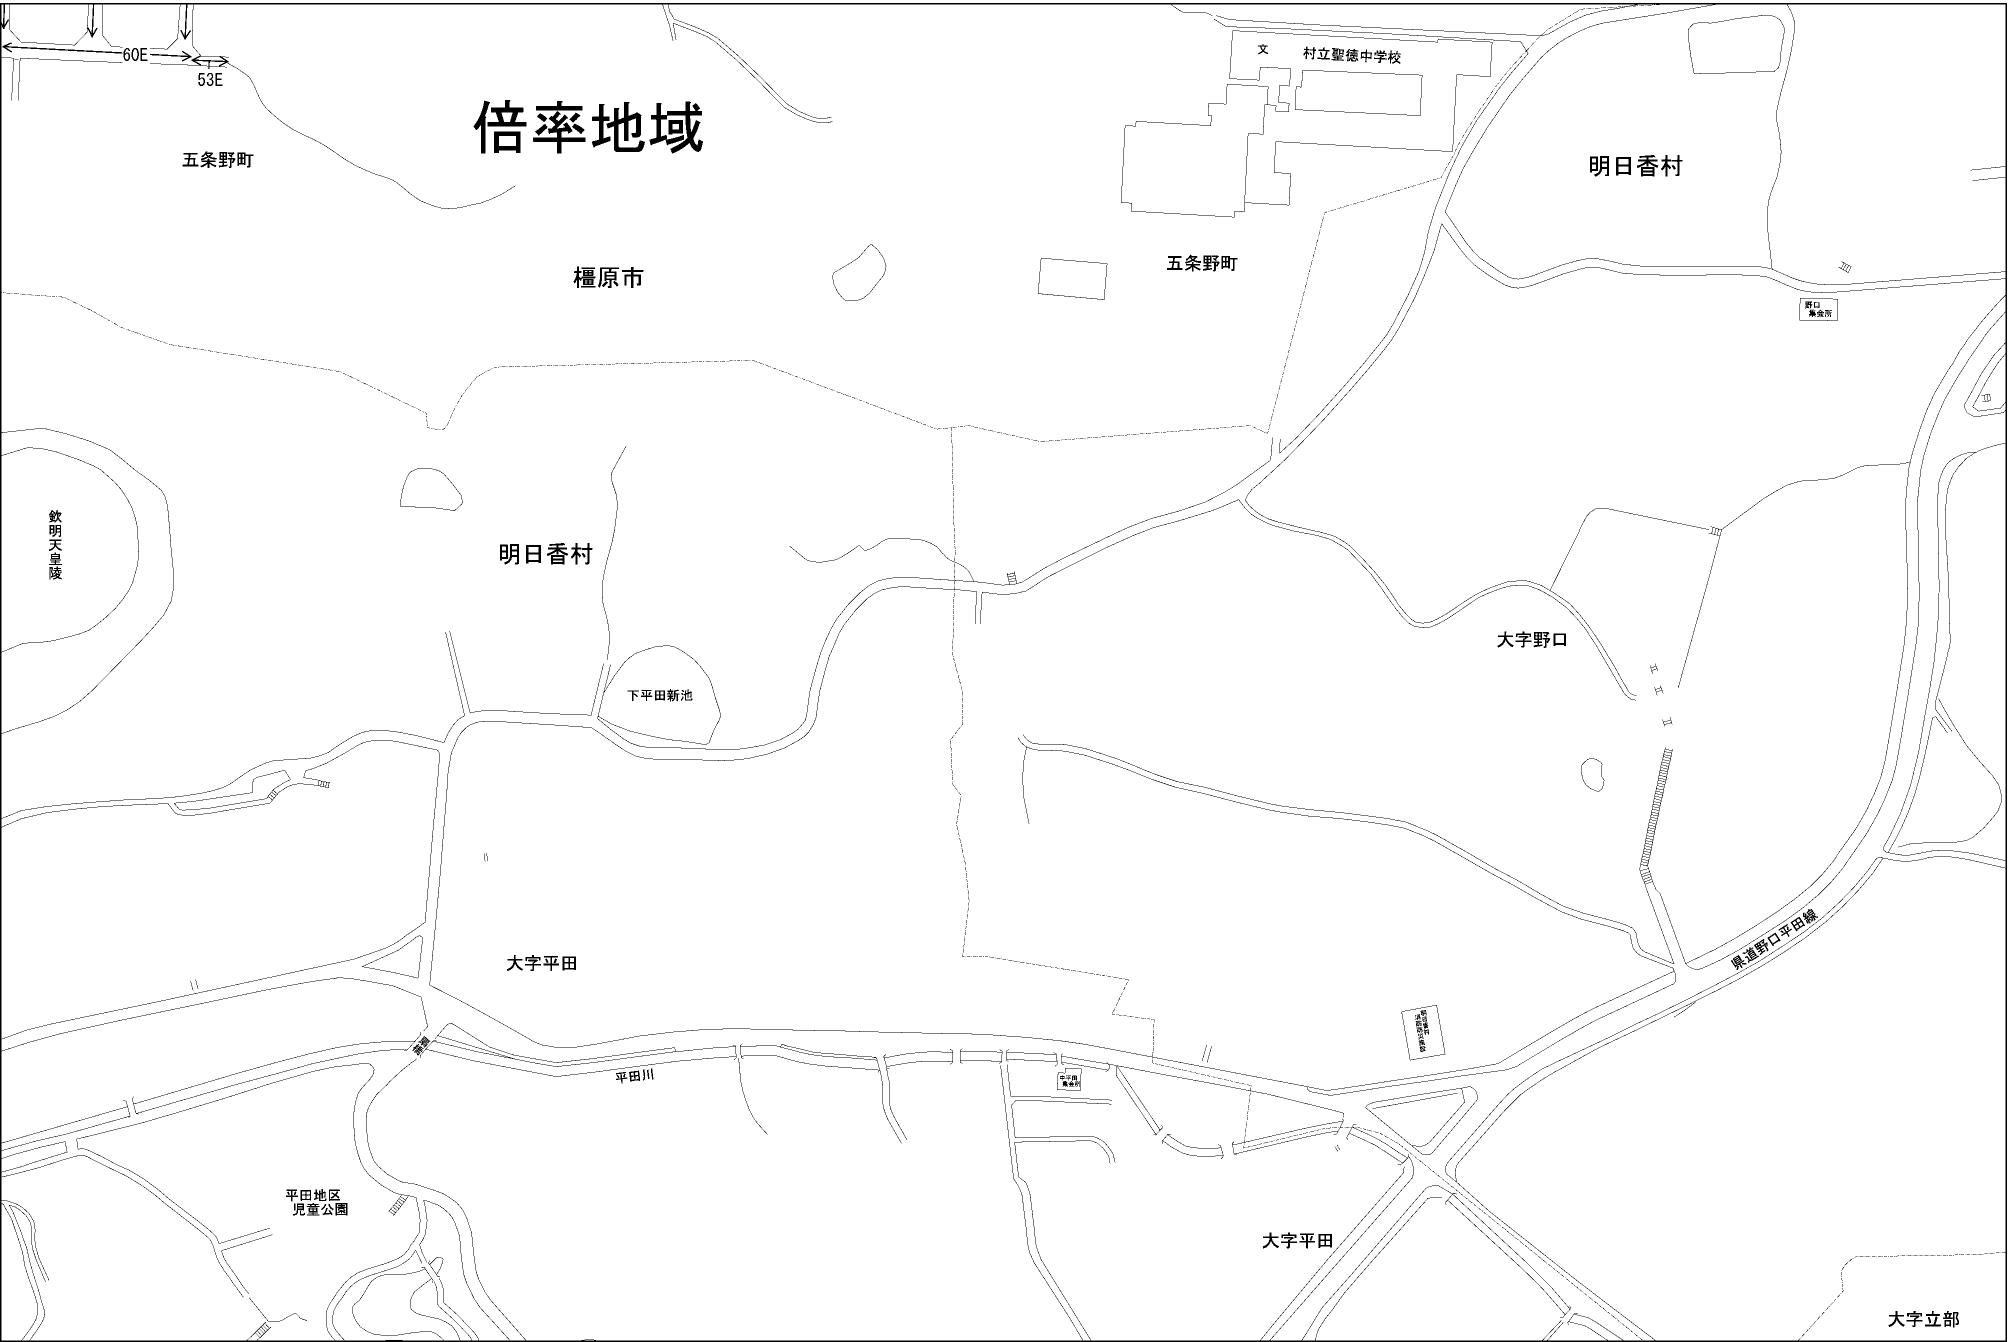 60E
53E
文
村立聖徳中学校
倍率地域
五条野町
明日香村
橿原市
五条野町
野口
集会所
欽明天皇陵
明日香村
大字野口
下平田新池
県道野口平田線
大字平田
平田川
中平田
集会所
平田地区
児童公園
大字平田
大字立部